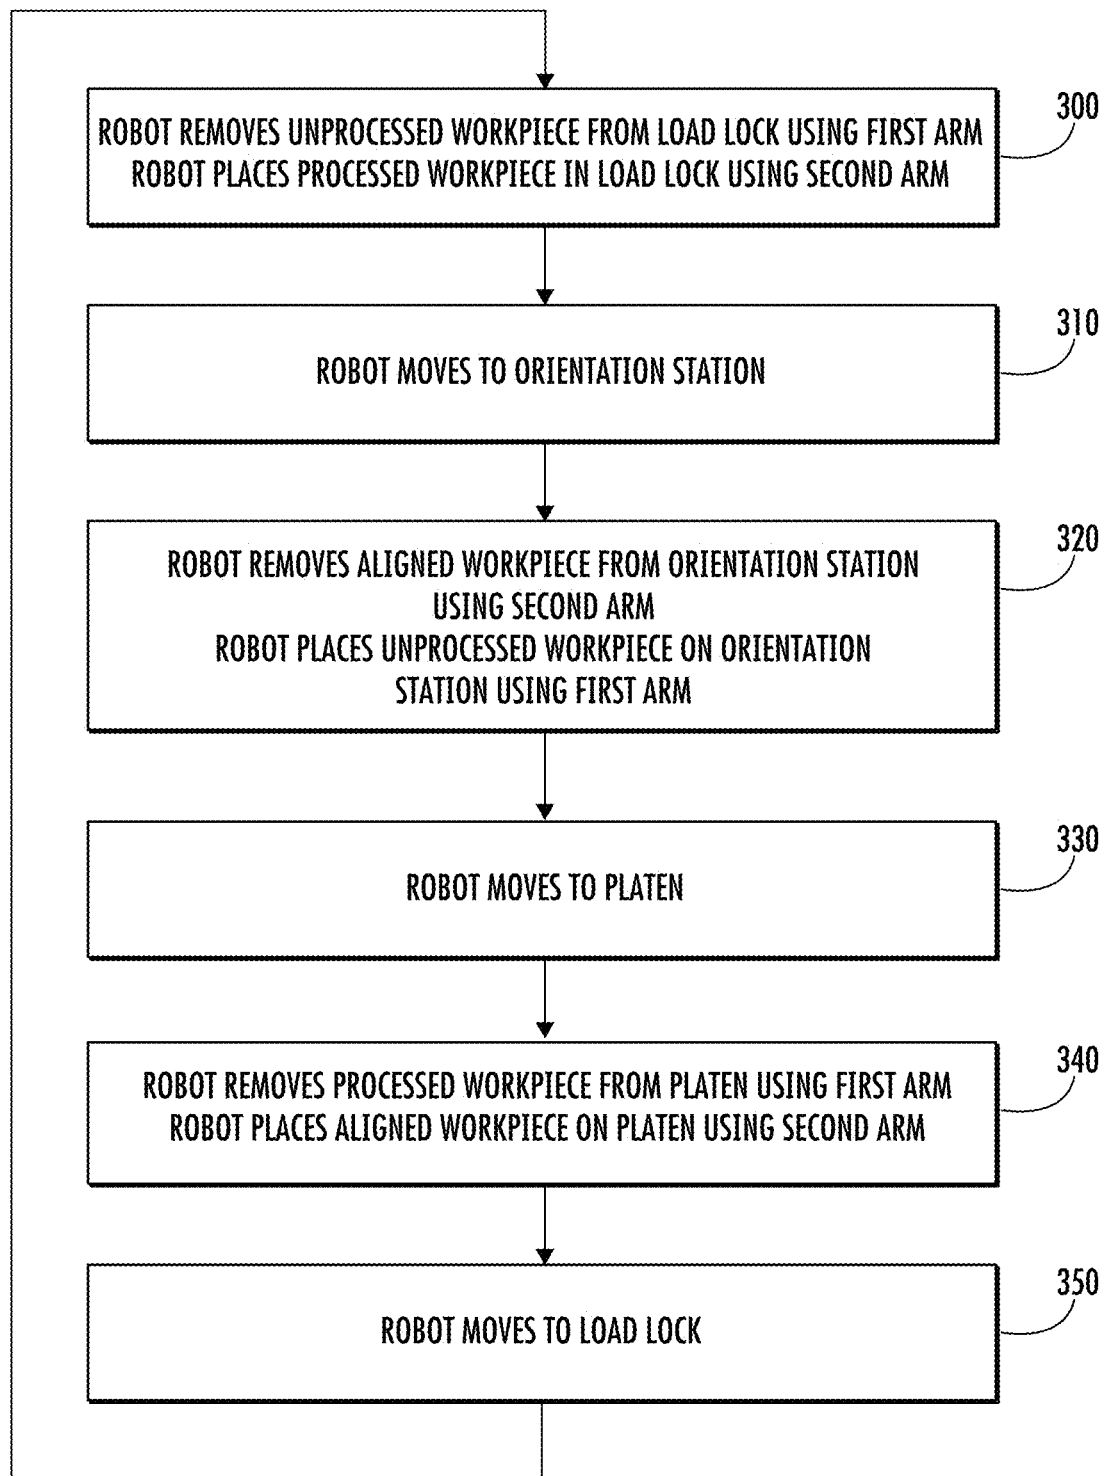 300
ROBOT REMOVES UNPROCESSED WORKPIECE FROM LOAD LOCK USING FIRST ARM
ROBOT PLACES PROCESSED WORKPIECE IN LOAD LOCK USING SECOND ARM
310
ROBOT MOVES TO ORIENTATION STATION
320
ROBOT REMOVES ALIGNED WORKPIECE FROM ORIENTATION STATION
USING SECOND ARM
ROBOT PLACES UNPROCESSED WORKPIECE ON ORIENTATION
STATION USING FIRST ARM
330
ROBOT MOVES TO PLATEN
340
ROBOT REMOVES PROCESSED WORKPIECE FROM PLATEN USING FIRST ARM
ROBOT PLACES ALIGNED WORKPIECE ON PLATEN USING SECOND ARM
350
ROBOT MOVES TO LOAD LOCK